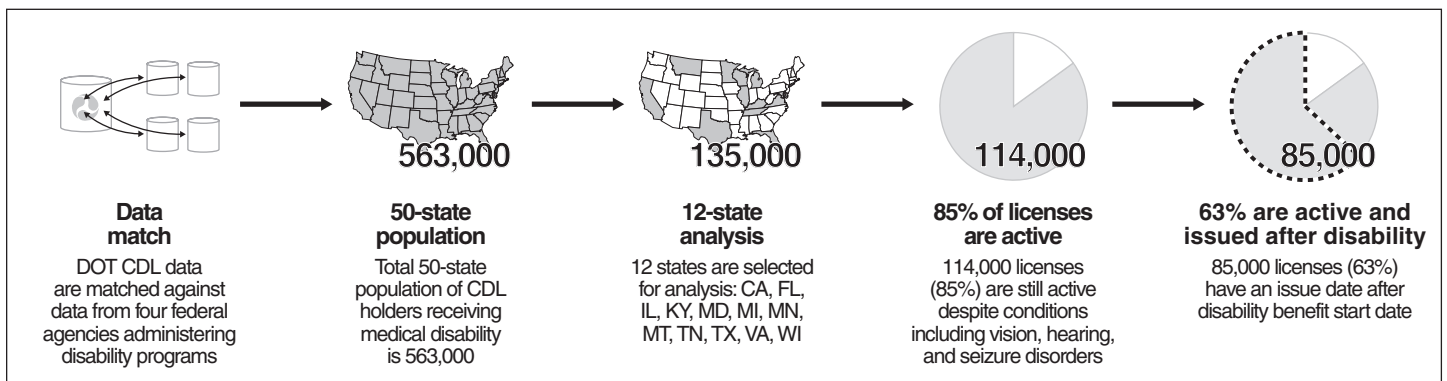 563,000
135,000
114,000
85,000
Data
match
DOT CDL data
are matched against
data from four federal
agencies administering
disability programs
50-state
population
Total 50-state
population of CDL
holders receiving
medical disability
is 563,000
12-state
analysis
12 states are selected
for analysis: CA, FL,
IL, KY, MD, MI, MN,
MT, TN, TX, VA, WI
85% of licenses
are active
114,000 licenses
(85%) are still active
despite conditions
including vision, hearing,
and seizure disorders
63% are active and
issued after disability
85,000 licenses (63%)
have an issue date after
disability benefit start date